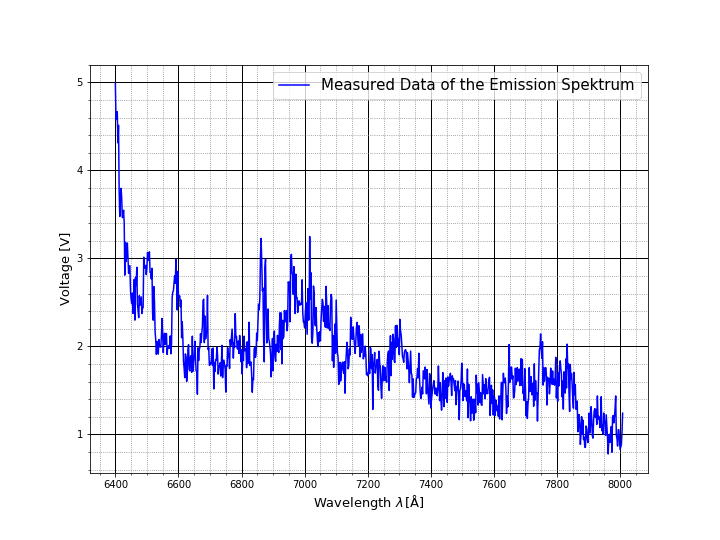 Measured Data of the Emission Spektrum
5
4
3
2
1
Voltage [V]
6400 6600 6800 7000 7200 7400 7600 7800 8000
Wavelength λ[Å]